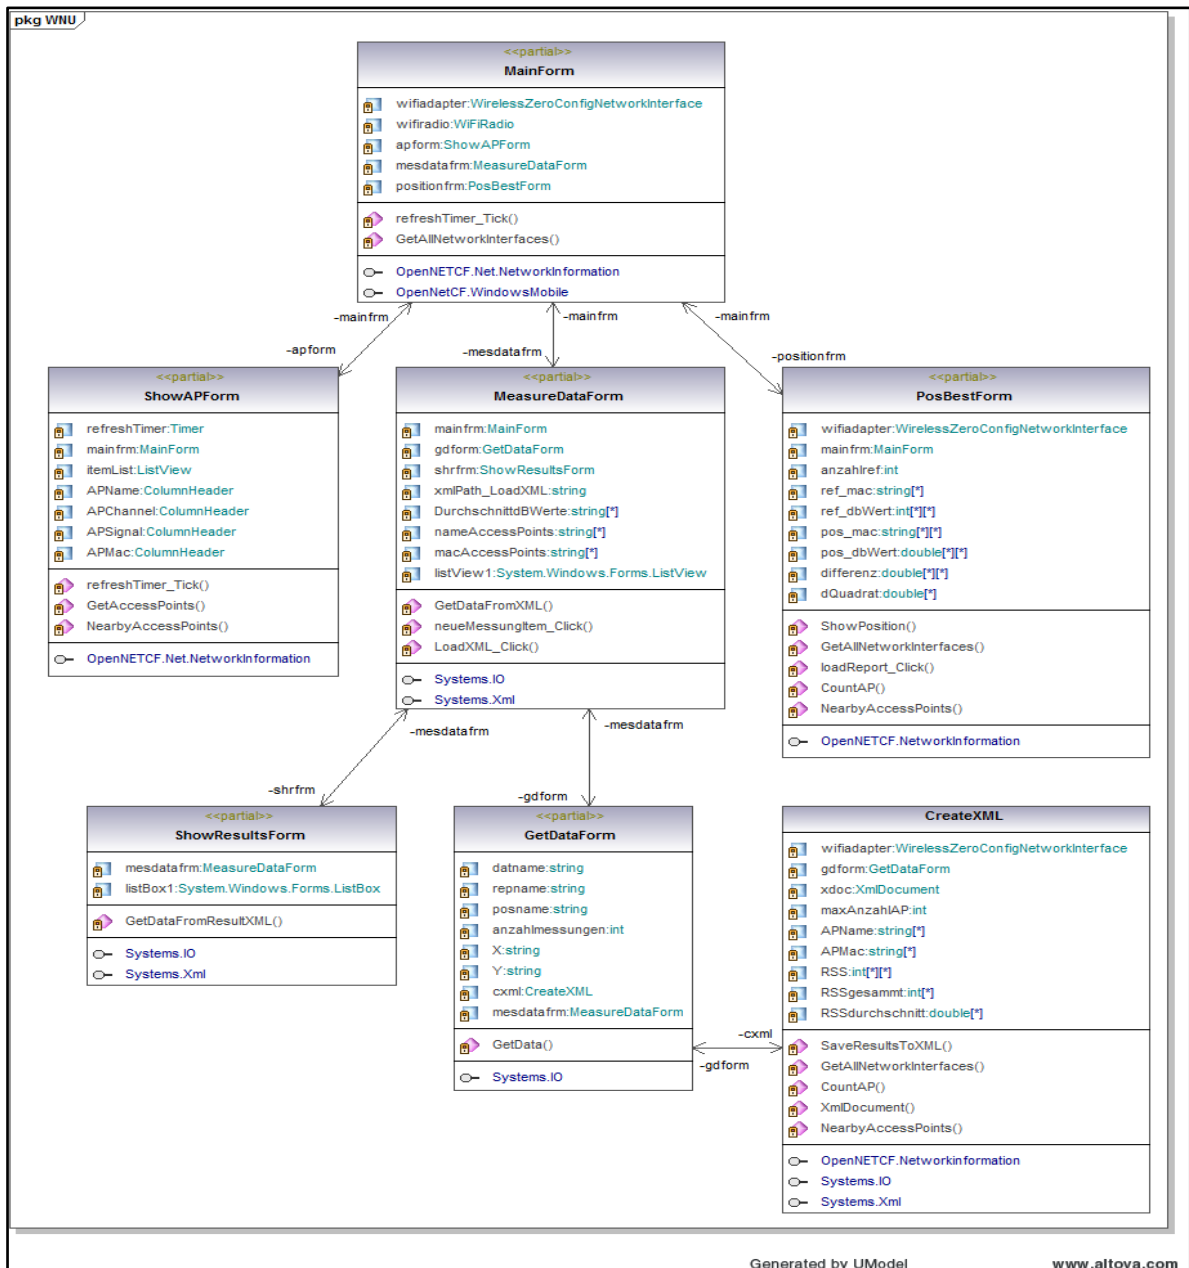 pkg WNU
<<partial>>
MainForm
wifiadapter:WirelessZeroConfigNetworkInterface
wifiradio:WiFiRadio
apform:ShowAPForm
mesdatafrm:MeasureDataForm
positionfrm:PosBestForm
refreshTimer_Tick()
GetAllNetworkInterfaces()
OpenNETCF.Net.NetworkInformation
OpenNetCF.WindowsMobile
-mainfrm
-mainfrm
-mainfrm
-apform
-mesdatafrm
-positionfrm
<<partial>>
ShowAPForm
refreshTimer:Timer
mainfrm:MainForm
itemList:ListView
APName:ColumnHeader
APChannel:ColumnHeader
APSignal:ColumnHeader
APMac:ColumnHeader
refreshTimer_Tick()
GetAccessPoints()
NearbyAccessPoints()
OpenNETCF.Net.NetworkInformation
<<partial>>
MeasureDataForm
mainfrm:MainForm
gdform:GetDataForm
shrfrm:ShowResultsForm
xmlPath_LoadXML:string
DurchschnittdBWerte:string[*]
nameAccessPoints:string[*]
macAccessPoints:string[*]
listView1:System.Windows.Forms.ListView
GetDataFromXML()
neueMessungItem_Click()
LoadXML_Click()
Systems.IO
Systems.Xml
<<partial>>
PosBestForm
wifiadapter:WirelessZeroConfigNetworkInterface
mainfrm:MainForm
anzahlref:int
ref_mac:string[*]
ref_dbWert:int[*][*]
pos_mac:string[*][*]
pos_dbWert:double[*][*]
differenz:double[*][*]
dQuadrat:double[*]
ShowPosition()
GetAllNetworkInterfaces()
loadReport_Click()
CountAP()
NearbyAccessPoints()
OpenNETCF.NetworkInformation
-mesdatafrm
-mesdatafrm
-shrfrm
-gdform
<<partial>>
ShowResultsForm
mesdatafrm:MeasureDataForm
listBox1:System.Windows.Forms.ListBox
GetDataFromResultXML()
Systems.IO
Systems.Xml
<<partial>>
GetDataForm
datname:string
repname:string
posname:string
anzahlmessungen:int
X:string
Y:string
cxml:CreateXML
mesdatafrm:MeasureDataForm
GetData()
Systems.IO
-cxml
-gdform
CreateXML
wifiadapter:WirelessZeroConfigNetworkInterface
gdform:GetDataForm
xdoc:XmlDocument
maxAnzahlAP:int
APName:string[*]
APMac:string[*]
RSS:int[*][*]
RSSgesammt:int[*]
RSSdurchschnitt:double[*]
SaveResultsToXML()
GetAllNetworkInterfaces()
CountAP()
XmlDocument()
NearbyAccessPoints()
OpenNETCF.Networkinformation
Systems.IO
Systems.Xml
Generated by UModel
www.altova.com